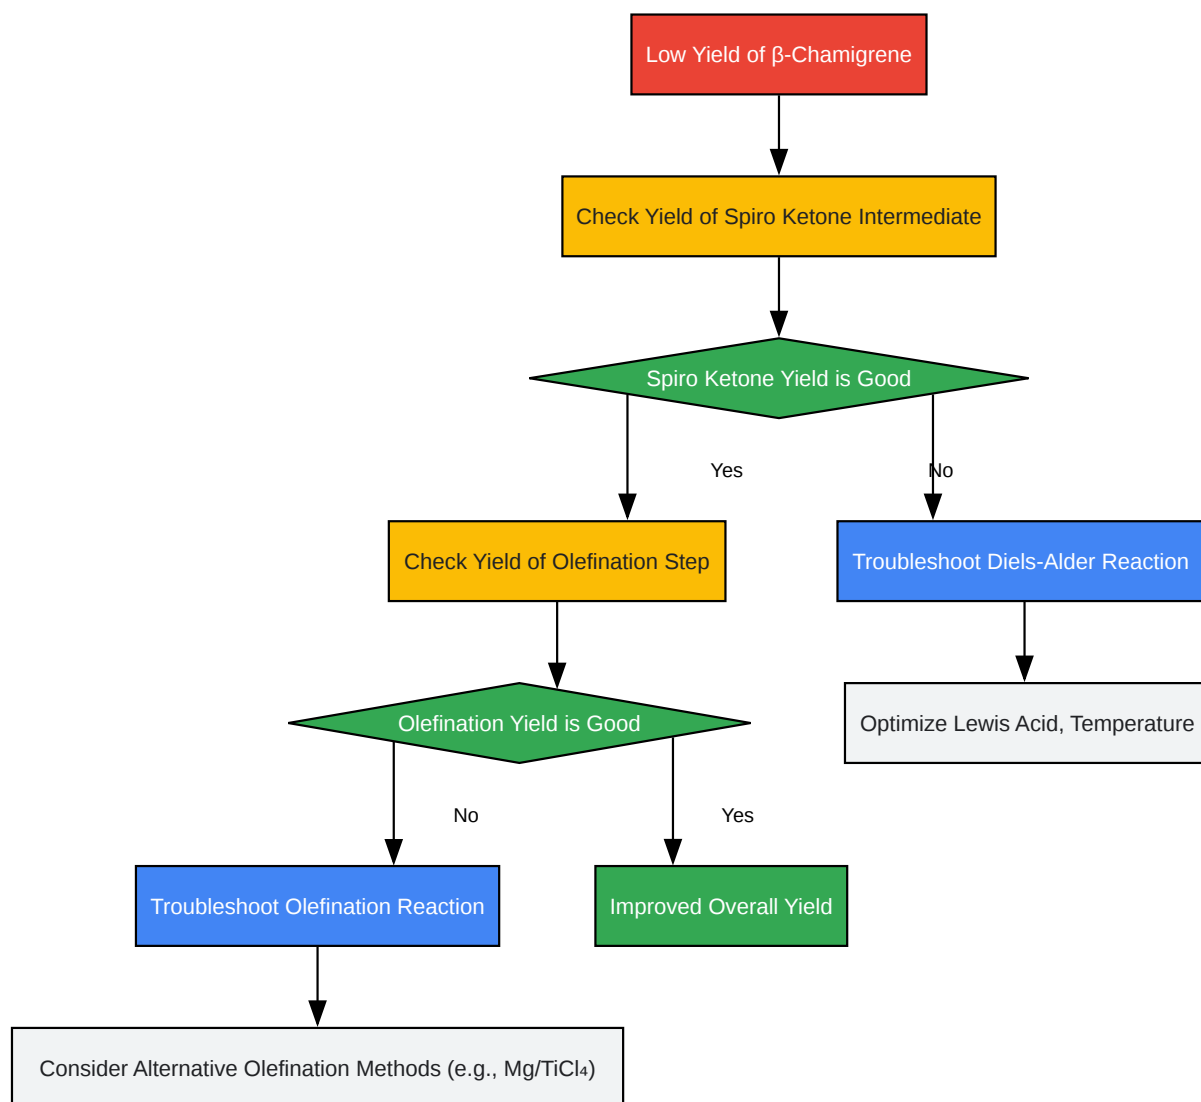 Low Yield of β-Chamigrene
Check Yield of Spiro Ketone Intermediate
Spiro Ketone Yield is Good
Yes
No
Check Yield of Olefination Step
Troubleshoot Diels-Alder Reaction
Olefination Yield is Good
Optimize Lewis Acid, Temperature
No
Yes
Troubleshoot Olefination Reaction
Improved Overall Yield
Consider Alternative Olefination Methods (e.g., Mg/TiCl₄)